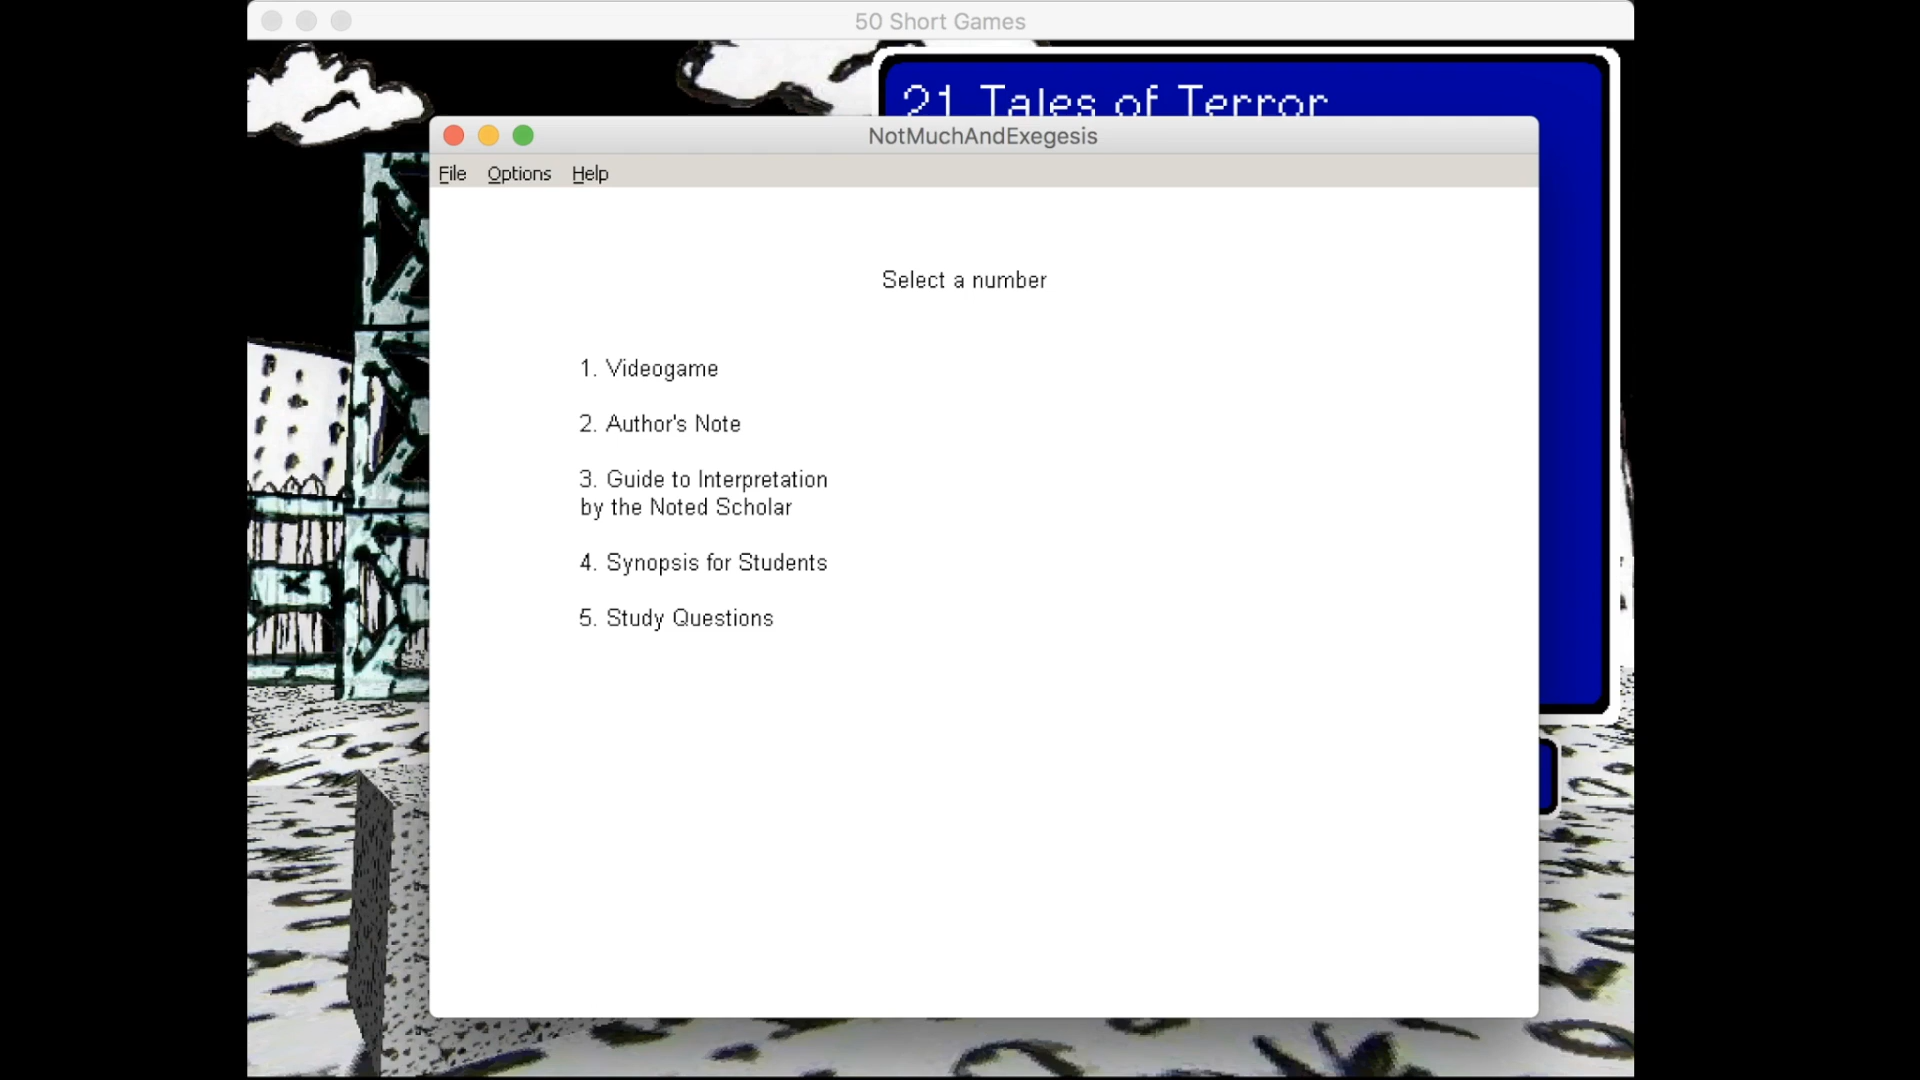 50 Short Games
21 Tales of Terror
NotMuchAndExegesis
File Options Help
Select a number
1. Videogame
2. Author's Note
3. Guide to Interpretation
by the Noted Scholar
4. Synopsis for Students
5. Study Questions